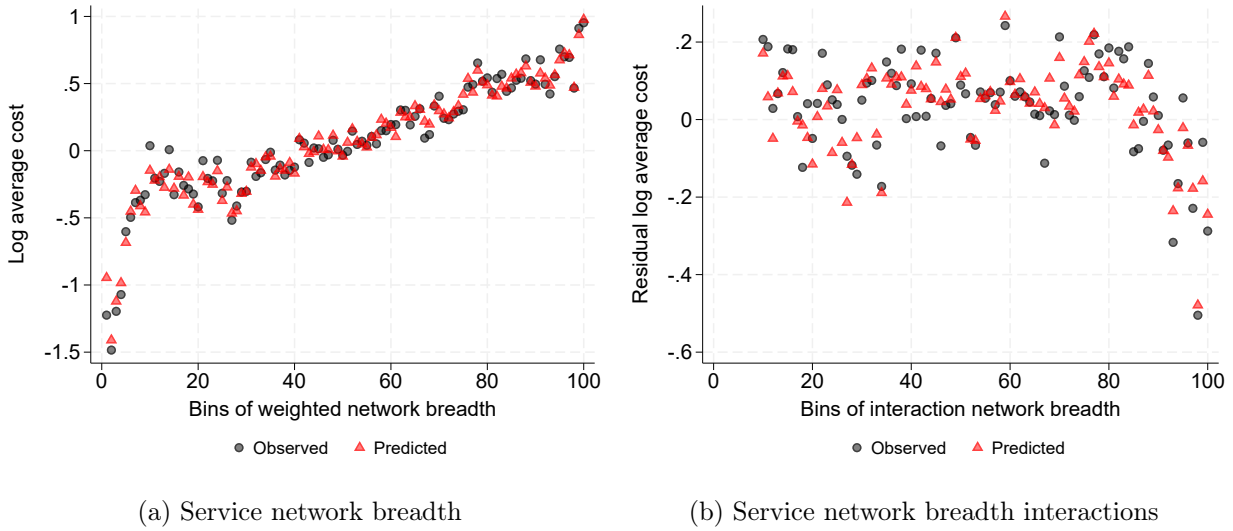 Log average cost
1
.5
0
-.5
-1
-1.5
0 20 40 60 80 100
Bins of weighted network breadth
Observed Predicted
(a) Service network breadth
Residual log average cost
.2
0
-.2
-.4
-.6
0 20 40 60 80 100
Bins of interaction network breadth
Observed Predicted
(b) Service network breadth interactions